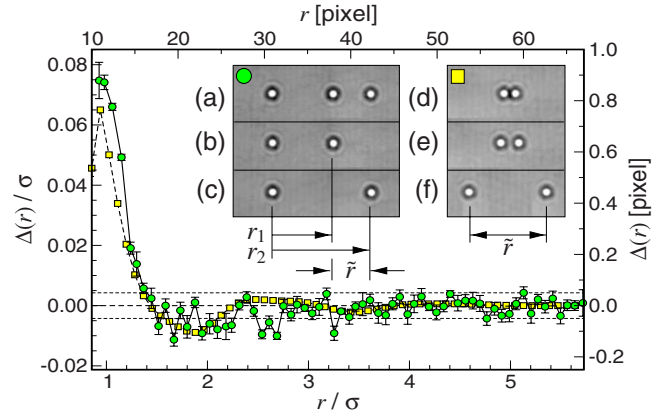 r [pixel]
10 20 30 40 50 60
0.08 1.0
0.06 0.8
0.04 0.6
0.02 0.4
0.00 0.2
-0.02 0.0
-0.2
Δ(r) / σ
Δ(r) [pixel]
(a) (d)
(b) (e)
(c) (f)
r1
r2
r̃ r̃
1 2 3 4 5
r / σ